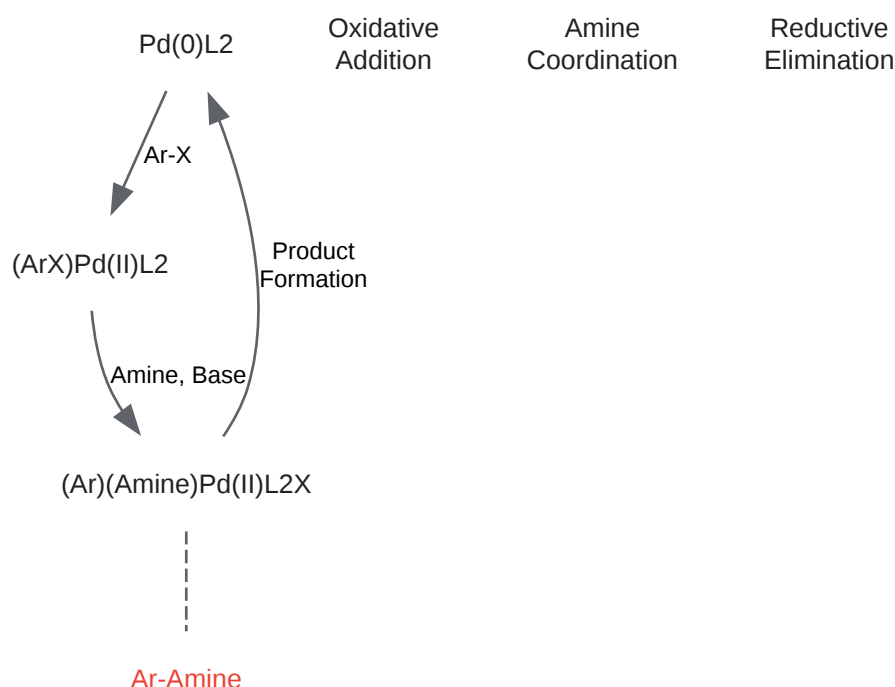 Pd(0)L2
Oxidative
Addition
Amine
Coordination
Reductive
Elimination
Ar-X
(ArX)Pd(II)L2
Product
Formation
Amine, Base
(Ar)(Amine)Pd(II)L2X
Ar-Amine